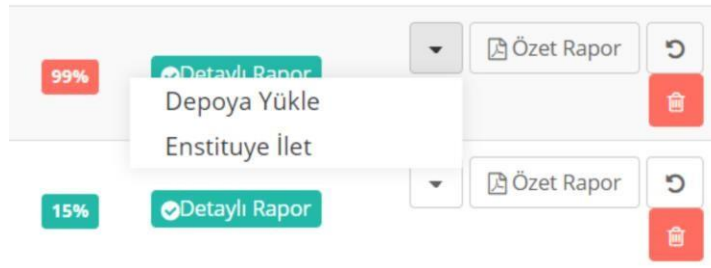 99% Detaylı Rapor Özet Rapor
Depoya Yükle
Enstituye İlet
15% Detaylı Rapor Özet Rapor